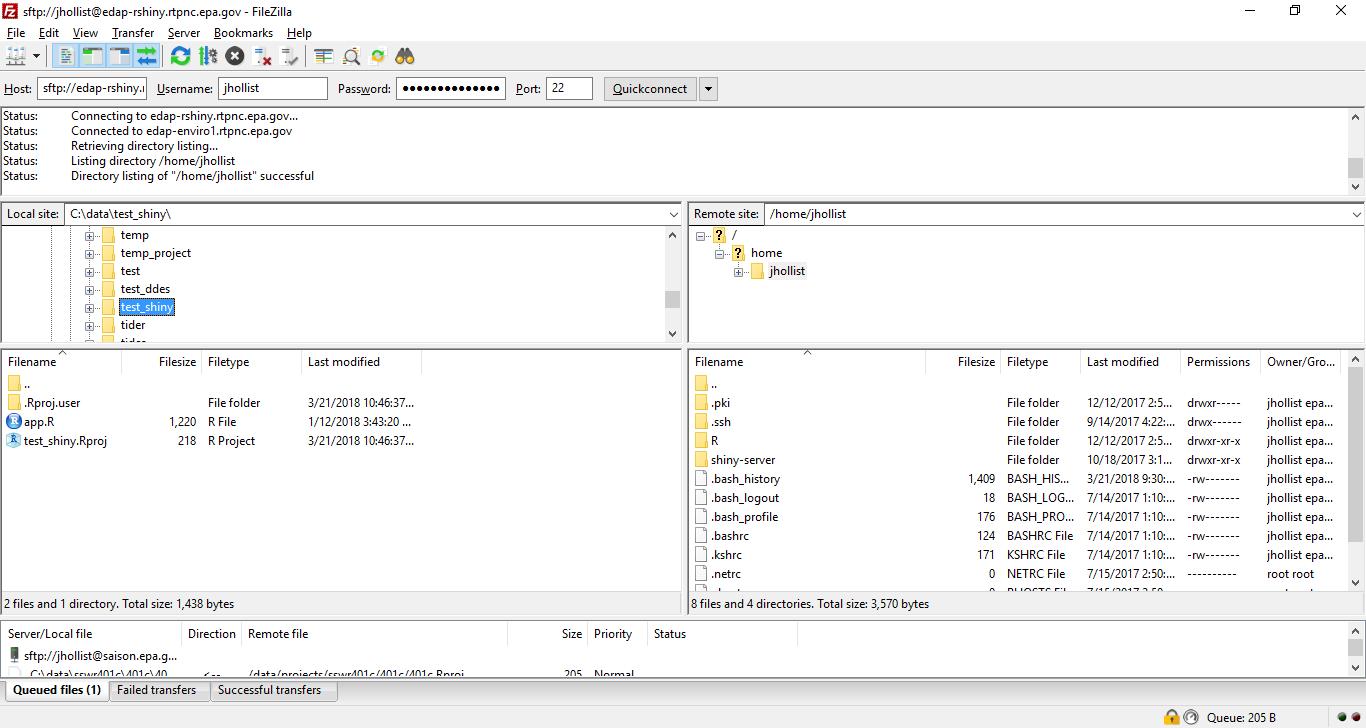 sftp://jhollist@edap-rshiny.rtpnc.epa.gov - FileZilla
File Edit View Transfer Server Bookmarks Help
Host: sftp://edap-rshiny.r Username: jhollist Password: ●●●●●●●●●●●●●● Port: 22 Quickconnect
Status: Connecting to edap-rshiny.rtpnc.epa.gov...
Status: Connected to edap-enviro1.rtpnc.epa.gov
Status: Retrieving directory listing...
Status: Listing directory /home/jhollist
Status: Directory listing of "/home/jhollist" successful
Local site: C:\data\test_shiny\
temp
temp_project
test
test_ddes
test_shiny
tider
Remote site: /home/jhollist
? /
? home
jhollist
Filename Filesize Filetype Last modified
..
.Rproj.user File folder 3/21/2018 10:46:37...
app.R 1,220 R File 1/12/2018 3:43:20 ...
test_shiny.Rproj 218 R Project 3/21/2018 10:46:37...
2 files and 1 directory. Total size: 1,438 bytes
Filename Filesize Filetype Last modified Permissions Owner/Gro...
..
.pki File folder 12/12/2017 2:5... drwxr----- jhollist epa...
.ssh File folder 9/14/2017 4:22:... drwx------ jhollist epa...
R File folder 12/12/2017 2:5... drwxr-xr-x jhollist epa...
shiny-server File folder 10/18/2017 3:1... drwxr-xr-x jhollist epa...
.bash_history 1,409 BASH_HIS... 3/21/2018 9:30:... -rw------- jhollist epa...
.bash_logout 18 BASH_LOG... 7/14/2017 1:10:... -rw------- jhollist epa...
.bash_profile 176 BASH_PRO... 7/14/2017 1:10:... -rw------- jhollist epa...
.bashrc 124 BASHRC File 7/14/2017 1:10:... -rw------- jhollist epa...
.kshrc 171 KSHRC File 7/14/2017 1:10:... -rw------- jhollist epa...
.netrc 0 NETRC File 7/15/2017 2:50:... ---------- root root
8 files and 4 directories. Total size: 3,570 bytes
Server/Local file Direction Remote file Size Priority Status
sftp://jhollist@saison.epa.g...
C:\data\sswr401c\401c\40... <-- /data/projects/sswr401c/401c/401c.Rproj 205 Normal
Queued files (1) Failed transfers Successful transfers
Queue: 205 B